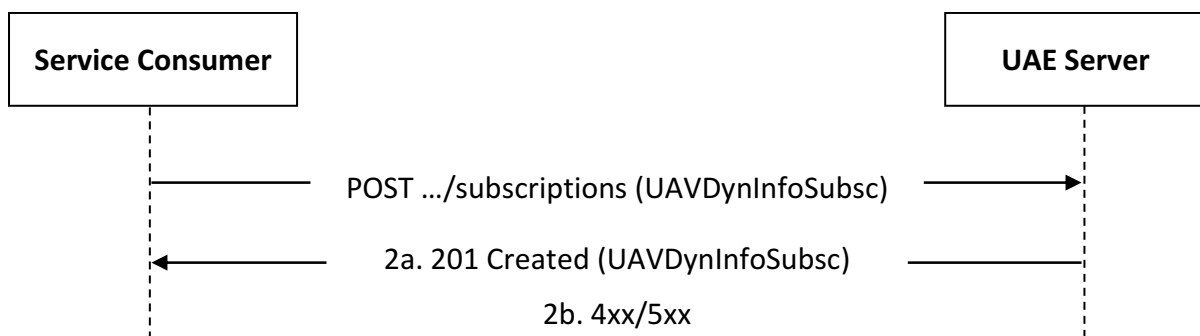 Service Consumer
UAE Server
POST …/subscriptions (UAVDynInfoSubsc)
2a. 201 Created (UAVDynInfoSubsc)
2b. 4xx/5xx